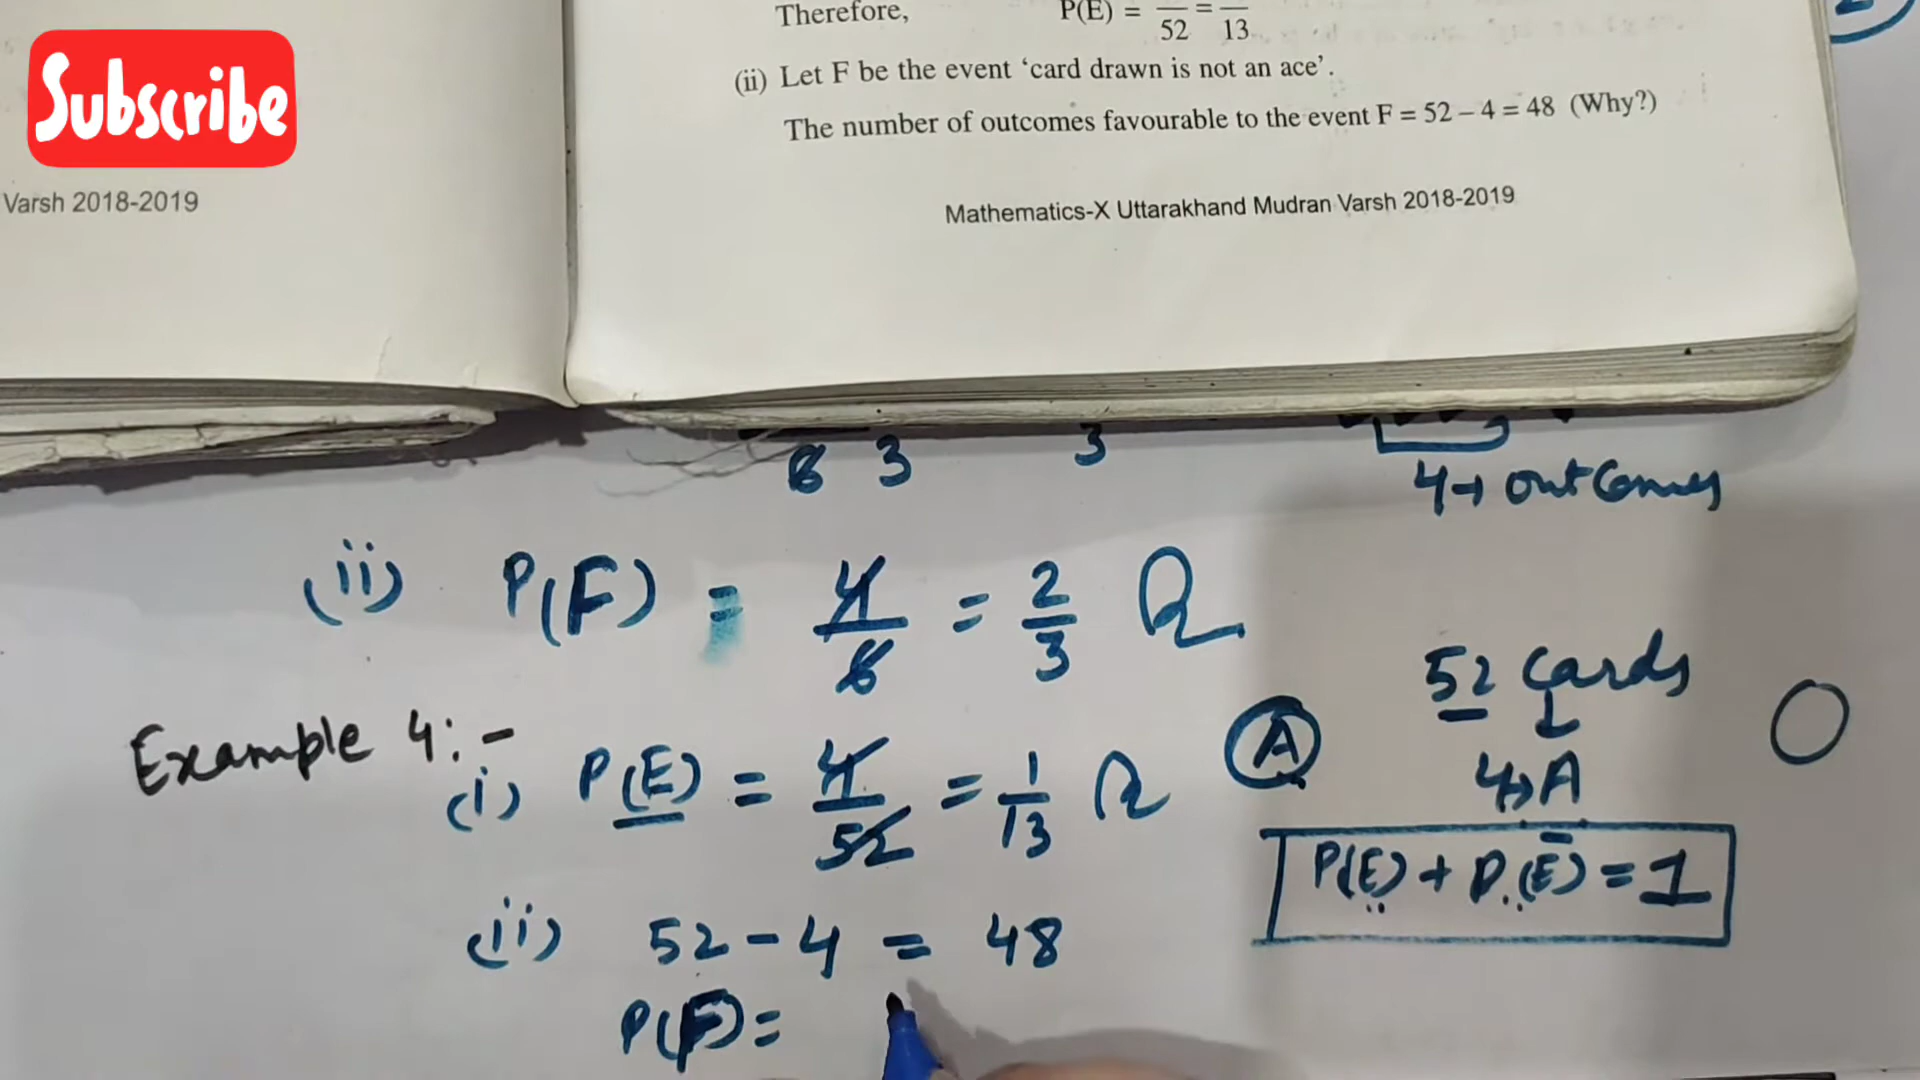 Subscribe
Therefore, P(E) = /52 = /13
(ii) Let F be the event ‘card drawn is not an ace’.
The number of outcomes favourable to the event F = 52 – 4 = 48 (Why?)
Varsh 2018-2019
Mathematics-X Uttarakhand Mudran Varsh 2018-2019
6 3 3
4→ outcomes
(ii) P(F) = 4/6 = 2/3
52 cards
4→A
Example 4:-
(i) P(E) = 4/52 = 1/13
A
P(E) + P(E̅) = 1
(ii) 52 - 4 = 48
P(F) =